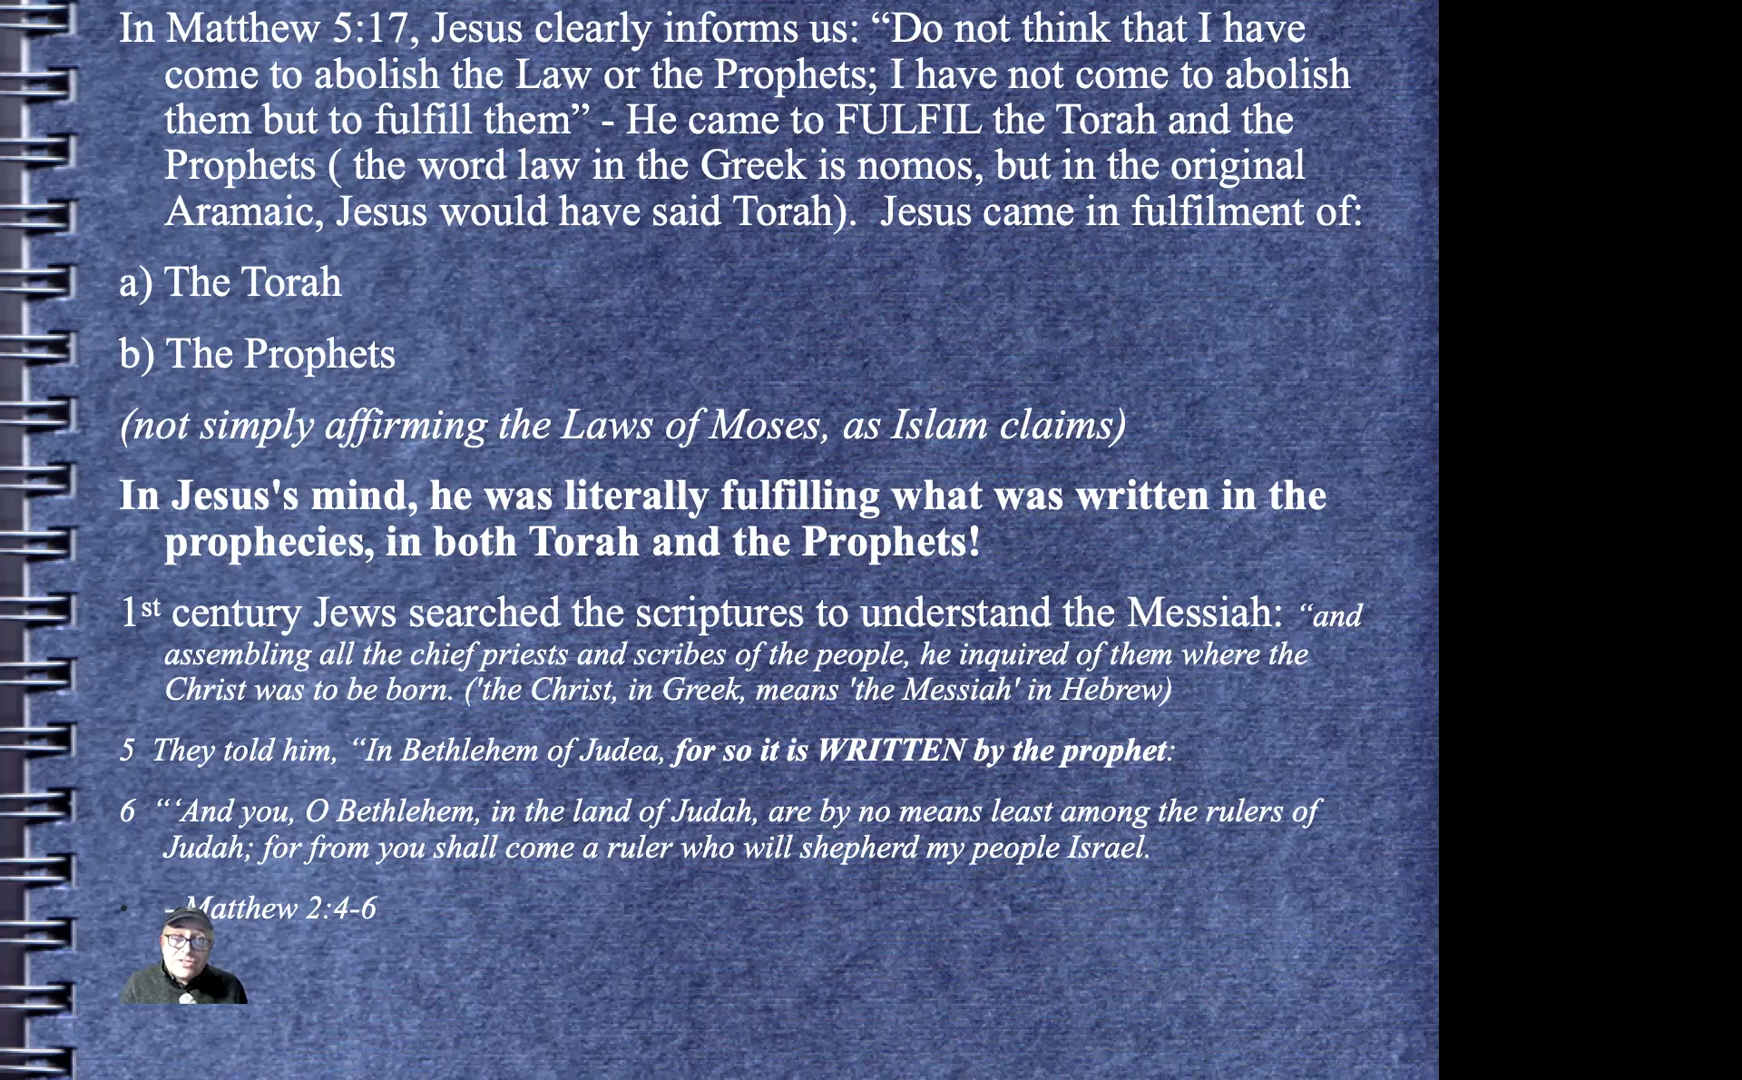 In Matthew 5:17, Jesus clearly informs us: “Do not think that I have
come to abolish the Law or the Prophets; I have not come to abolish
them but to fulfill them” - He came to FULFIL the Torah and the
Prophets ( the word law in the Greek is nomos, but in the original
Aramaic, Jesus would have said Torah).  Jesus came in fulfilment of:
a) The Torah
b) The Prophets
(not simply affirming the Laws of Moses, as Islam claims)
In Jesus's mind, he was literally fulfilling what was written in the
prophecies, in both Torah and the Prophets!
1st century Jews searched the scriptures to understand the Messiah: “and
assembling all the chief priests and scribes of the people, he inquired of them where the
Christ was to be born. ('the Christ, in Greek, means 'the Messiah' in Hebrew)
5  They told him, “In Bethlehem of Judea, for so it is WRITTEN by the prophet:
6  “‘And you, O Bethlehem, in the land of Judah, are by no means least among the rulers of
Judah; for from you shall come a ruler who will shepherd my people Israel.
• - Matthew 2:4-6